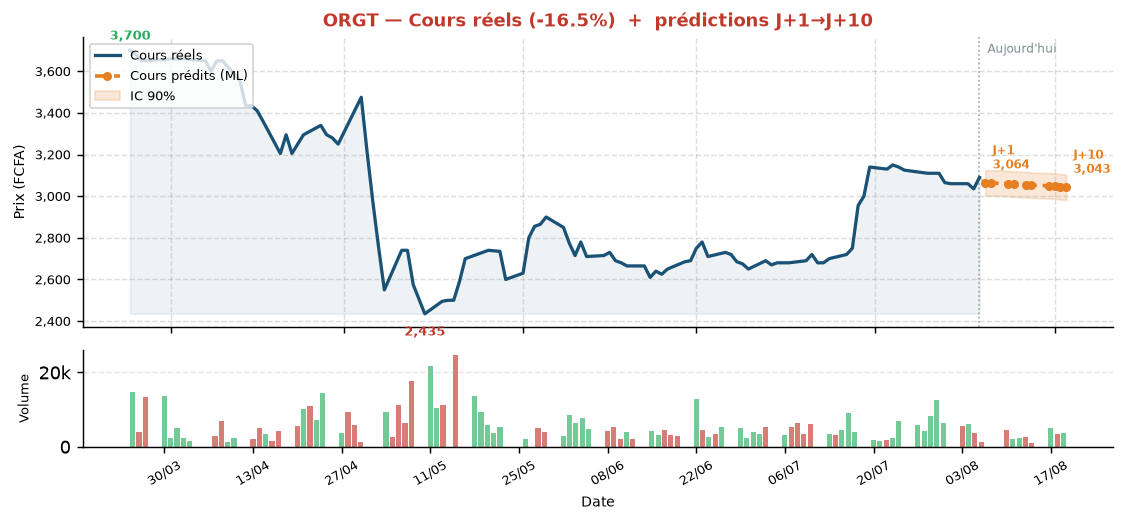 ORGT — Cours réels (-16.5%) + prédictions J+1→J+10
3,700
Cours réels
Cours prédits (ML)
IC 90%
Aujourd'hui
J+1
3,064
J+10
3,043
2,435
Prix (FCFA)
3,600
3,400
3,200
3,000
2,800
2,600
2,400
Volume
20k
0
30/03 13/04 27/04 11/05 25/05 08/06 22/06 06/07 20/07 03/08 17/08
Date